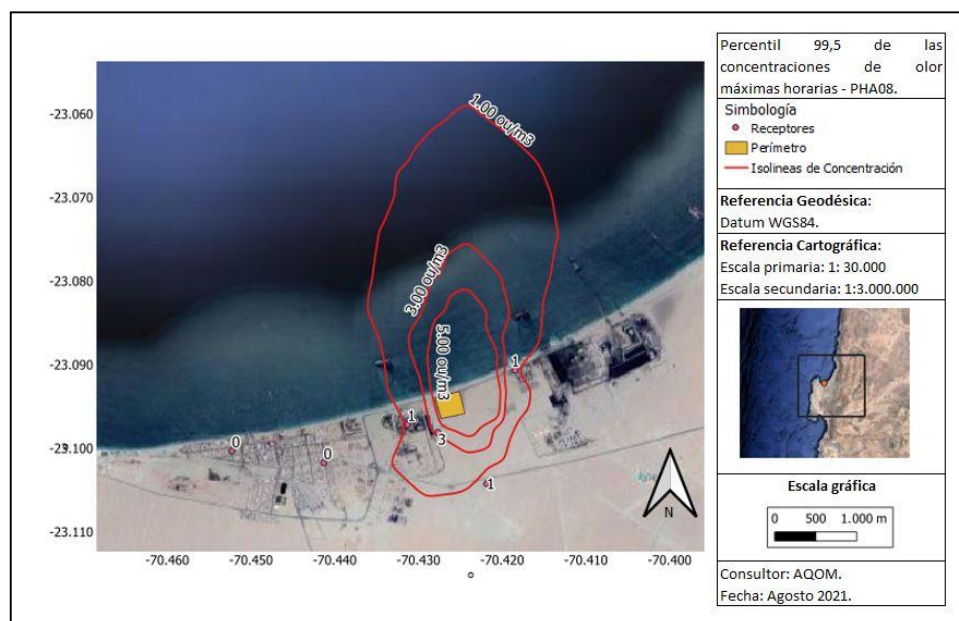 Percentil 99,5 de las
concentraciones de olor
máximas horarias - PHA08.
Simbología
Receptores
Perímetro
Isolineas de Concentración
Referencia Geodésica:
Datum WGS84.
Referencia Cartográfica:
Escala primaria: 1: 30.000
Escala secundaria: 1:3.000.000
Escala gráfica
0 500 1.000 m
Consultor: AQOM.
Fecha: Agosto 2021.
-23.060
-23.070
-23.080
-23.090
-23.100
-23.110
1.00 ou/m3
3.00 ou/m3
5.00 ou/m3
1
1
3
0
0
1
N
-70.460 -70.450 -70.440 -70.430 -70.420 -70.410 -70.400
o